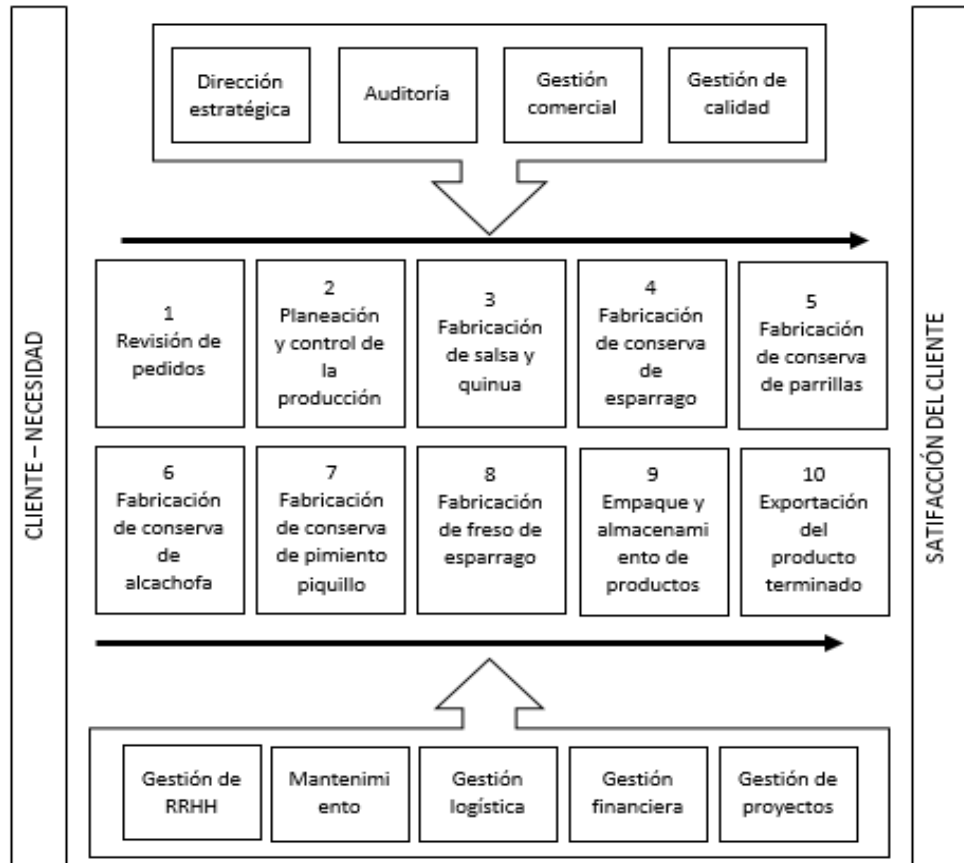 CLIENTE – NECESIDAD
Dirección
estratégica
Auditoría
Gestión
comercial
Gestión de
calidad
1
Revisión de
pedidos
2
Planeación
y control de
la
producción
3
Fabricación
de salsa y
quinua
4
Fabricación
de conserva
de
esparrago
5
Fabricación
de conserva
de parrillas
6
Fabricación
de conserva
de
alcachofa
7
Fabricación
de conserva
de pimiento
piquillo
8
Fabricación
de freso de
esparrago
9
Empaque y
almacenami
ento de
productos
10
Exportación
del
producto
terminado
Gestión de
RRHH
Mantenimi
ento
Gestión
logística
Gestión
financiera
Gestión de
proyectos
SATIFACCIÓN DEL CLIENTE